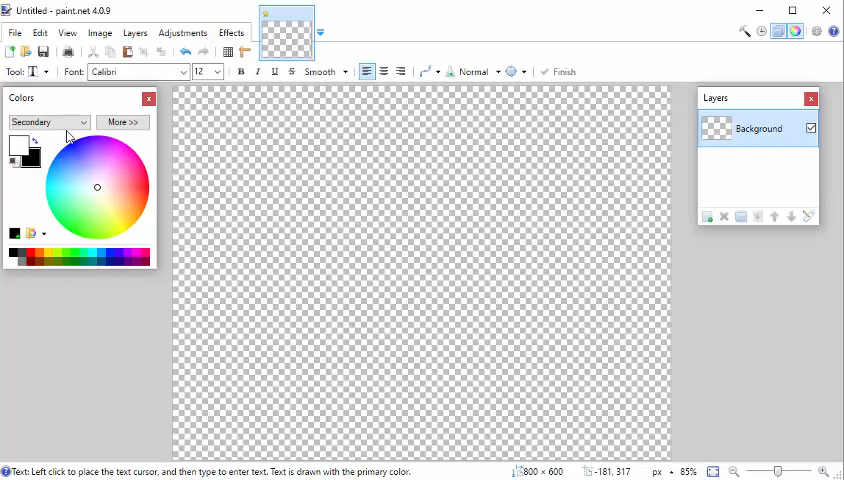 Untitled - paint.net 4.0.9
File Edit View Image Layers Adjustments Effects
Tool: T Font: Calibri 12 B I U S Smooth Normal Finish
Colors
Secondary More >>
Layers
Background
Text: Left click to place the text cursor, and then type to enter text. Text is drawn with the primary color. 800 × 600 -181, 317 px 85%